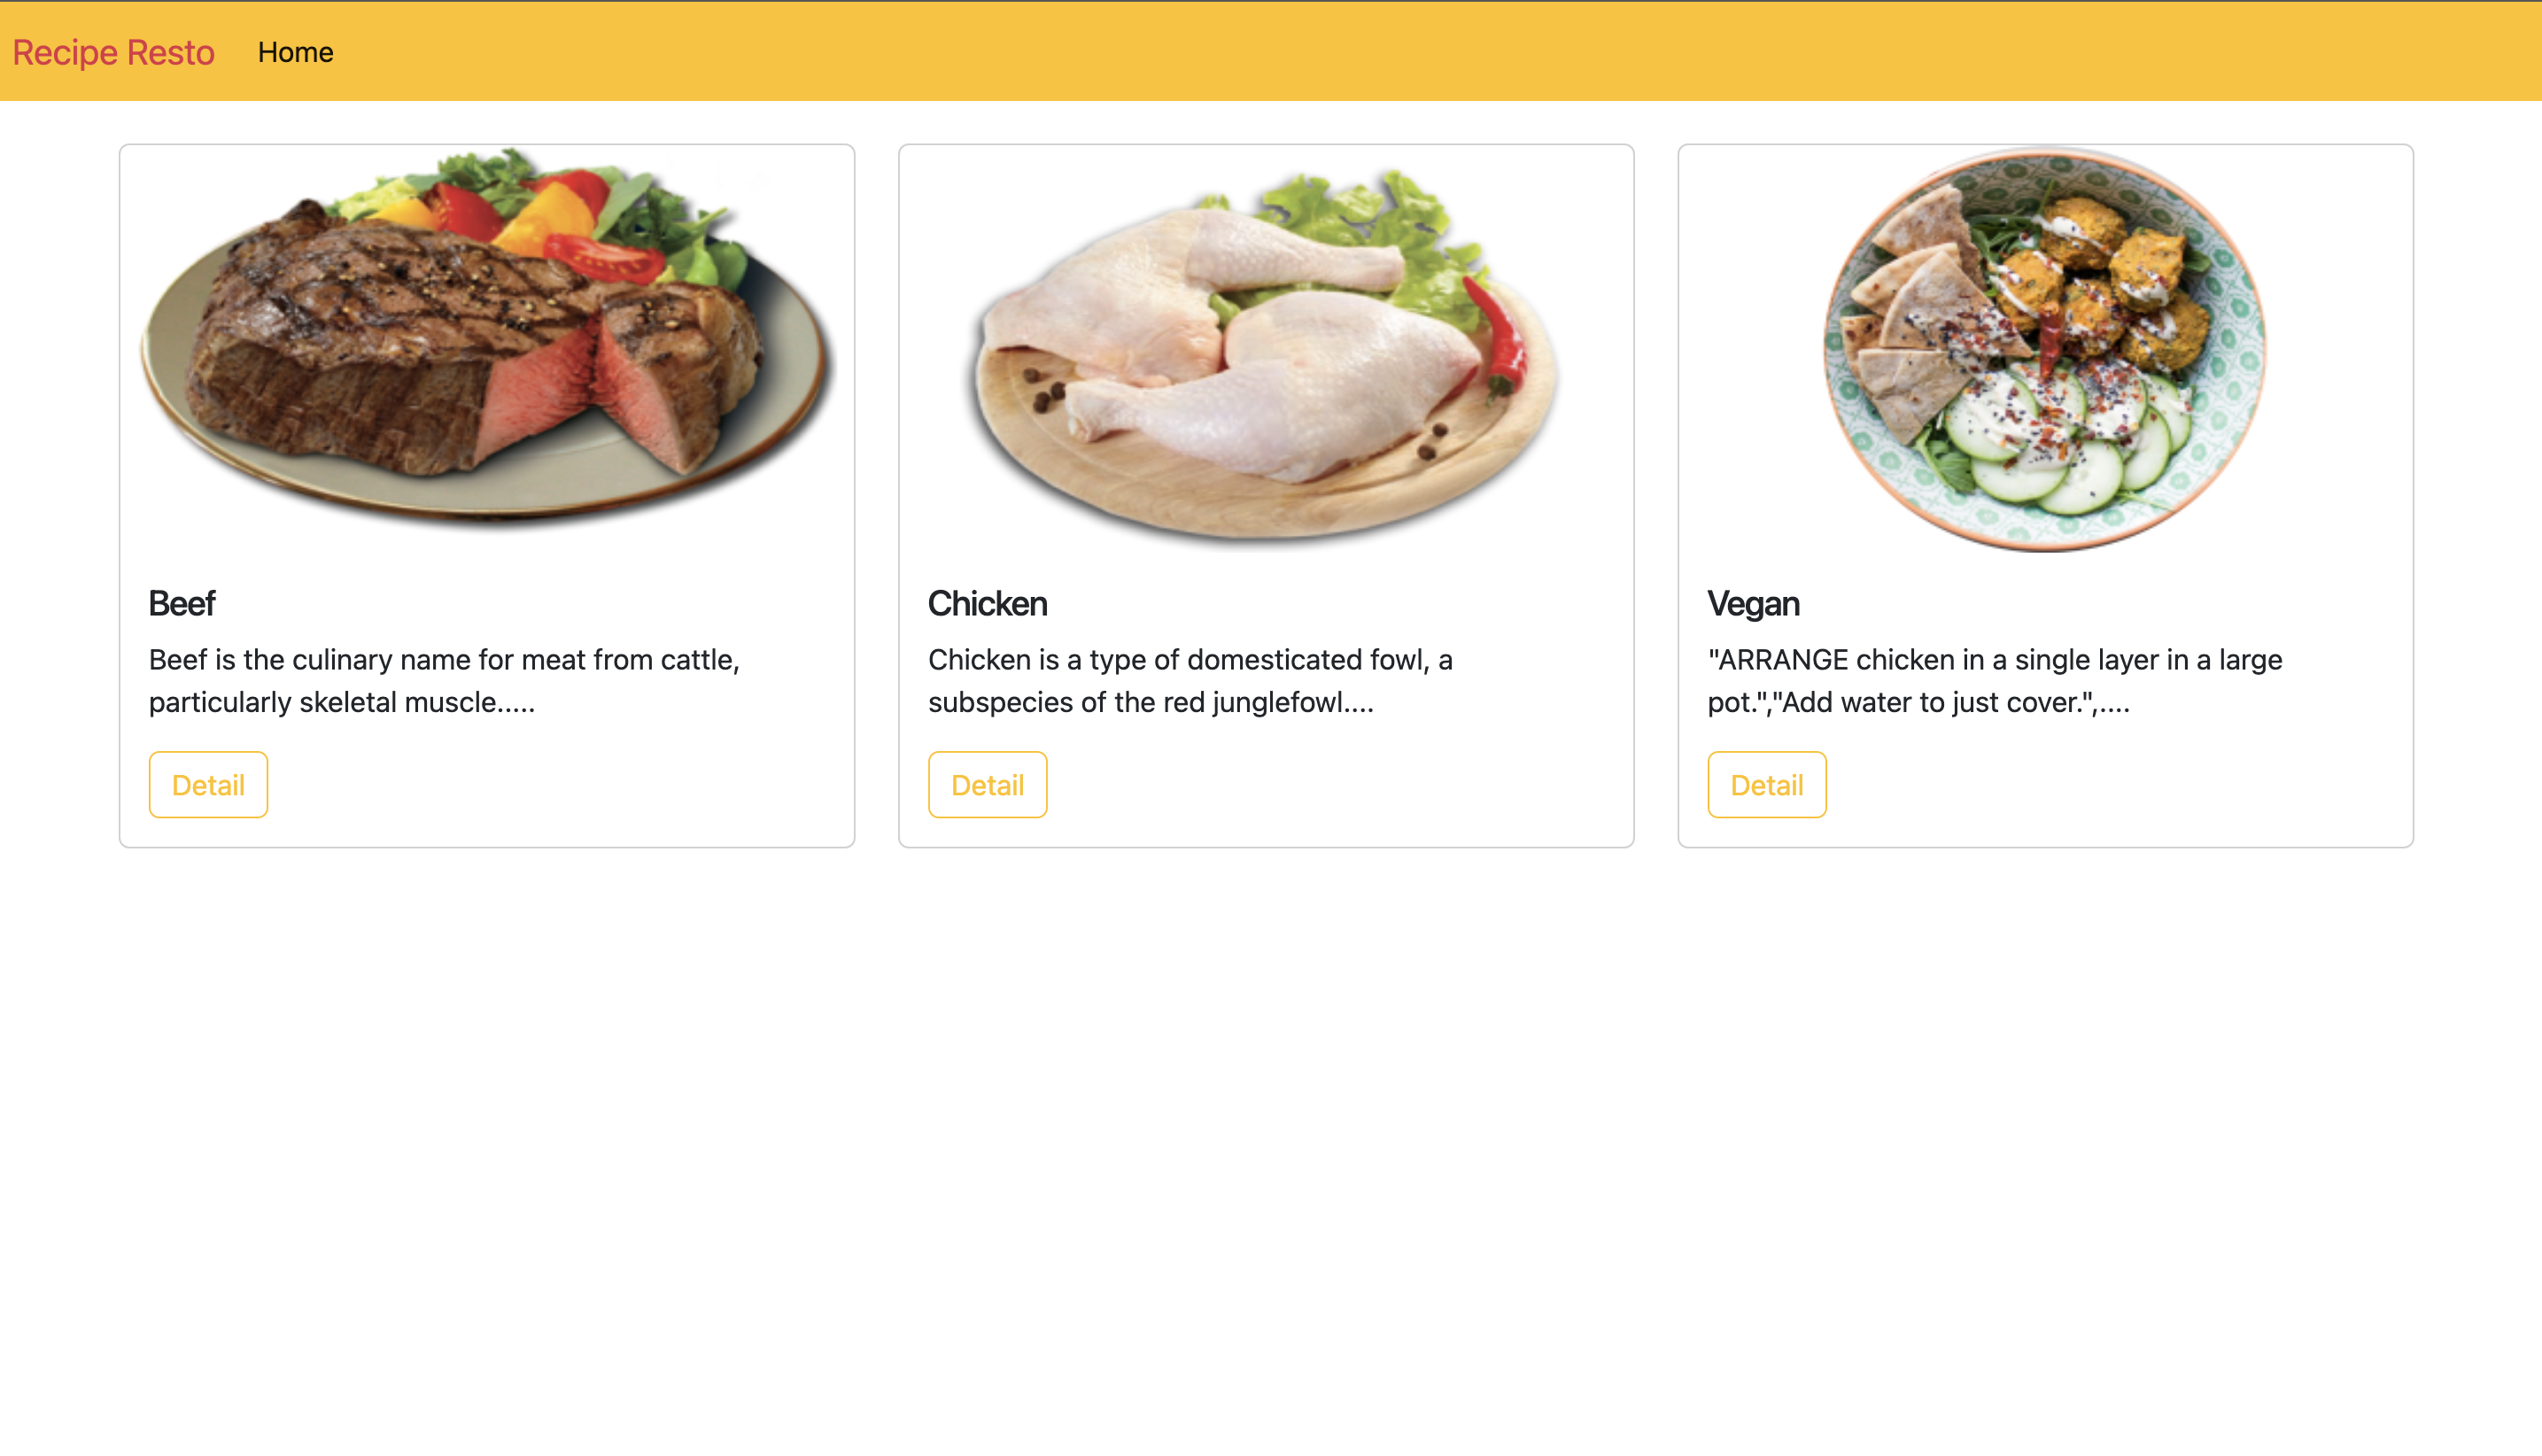 Recipe Resto Home
Beef
Beef is the culinary name for meat from cattle,
particularly skeletal muscle.....
Detail
Chicken
Chicken is a type of domesticated fowl, a
subspecies of the red junglefowl....
Detail
Vegan
"ARRANGE chicken in a single layer in a large
pot.","Add water to just cover.",....
Detail